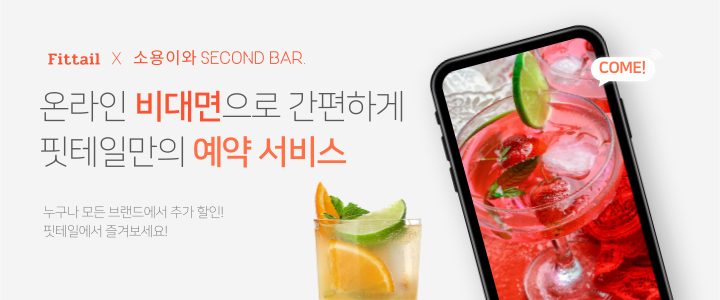 Fittail X 소용이와 SECOND BAR.
COME!
온라인 비대면으로 간편하게
핏테일만의 예약 서비스
누구나 모든 브랜드에서 추가 할인!
핏테일에서 즐겨보세요!